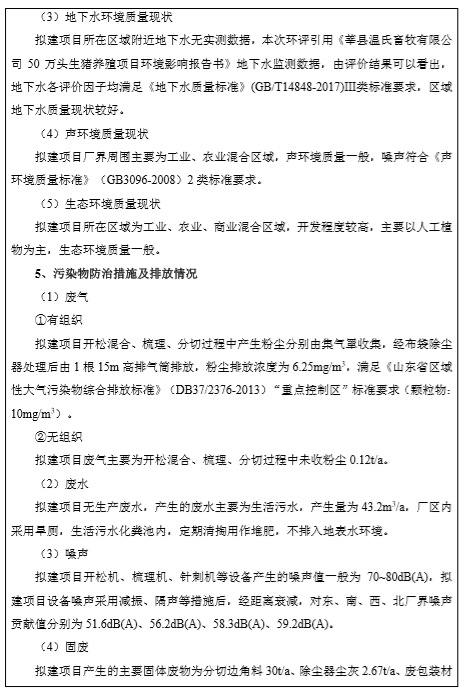 （3）地下水环境质量现状
拟建项目所在区域附近地下水无实测数据，本次环评引用《莘县温氏畜牧有限公
司 50 万头生猪养殖项目环境影响报告书》地下水监测数据，由评价结果可以看出，
地下水各评价因子均满足《地下水质量标准》(GB/T14848-2017)III类标准要求，区域
地下水质量现状较好。
（4）声环境质量现状
拟建项目厂界周围主要为工业、农业混合区域，声环境质量一般，噪声符合《声
环境质量标准》（GB3096-2008）2 类标准要求。
（5）生态环境质量现状
拟建项目所在区域为工业、农业、商业混合区域，开发程度较高，主要以人工植
物为主，生态环境质量一般。
5、污染物防治措施及排放情况
（1）废气
①有组织
拟建项目开松混合、梳理、分切过程中产生粉尘分别由集气罩收集，经布袋除尘
器处理后由 1 根 15m 高排气筒排放，粉尘排放浓度为 6.25mg/m³，满足《山东省区域
性大气污染物综合排放标准》（DB37/2376-2013）“重点控制区”标准要求（颗粒物：
10mg/m³）。
②无组织
拟建项目废气主要为开松混合、梳理、分切过程中未收粉尘 0.12t/a。
（2）废水
拟建项目无生产废水，产生的废水主要为生活污水，产生量为 43.2m³/a，厂区内
采用旱厕，生活污水化粪池内，定期清掏用作堆肥，不排入地表水环境。
（3）噪声
拟建项目开松机、梳理机、针刺机等设备产生的噪声值一般为 70~80dB(A)，拟
建项目设备噪声采用减振、隔声等措施后，经距离衰减，对东、南、西、北厂界噪声
贡献值分别为 51.6dB(A)、56.2dB(A)、58.3dB(A)、59.2dB(A)。
（4）固废
拟建项目产生的主要固体废物为分切边角料 30t/a、除尘器尘灰 2.67t/a、废包装材